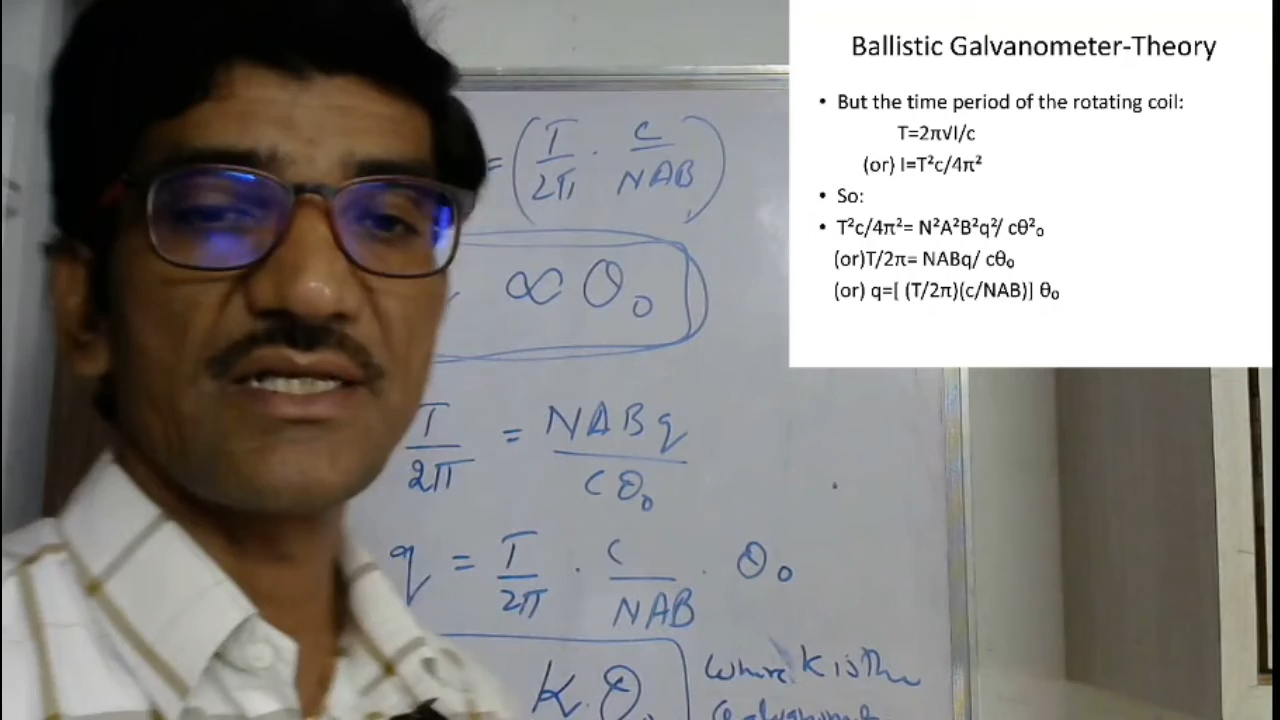 Ballistic Galvanometer-Theory
• But the time period of the rotating coil:
T=2π√I/c
(or) I=T²c/4π²
• So:
• T²c/4π²= N²A²B²q²/ cθ²₀
(or)T/2π= NABq/ cθ₀
(or) q=[ (T/2π)(c/NAB)] θ₀
= (T/2π · c/NAB)
∝ θ₀
T/2π = NABq/cθ₀
q = T/2π · c/NAB · θ₀
K.θ₀
where K is the